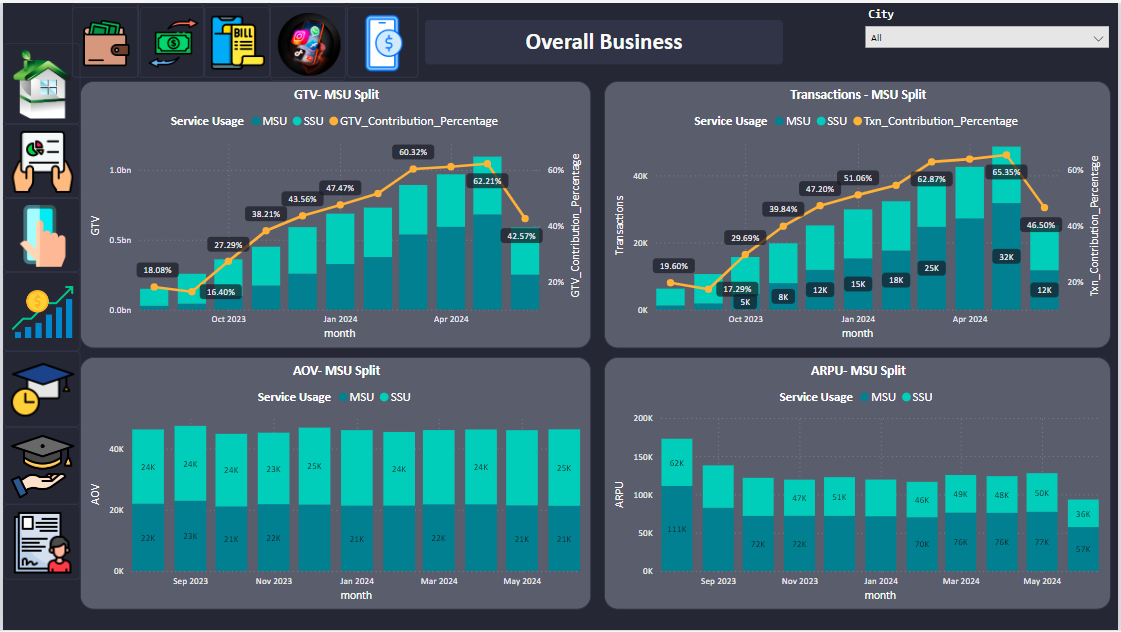 BILL
Overall Business
City
All
GTV- MSU Split
Service Usage MSU SSU GTV_Contribution_Percentage
GTV
1.0bn
0.5bn
0.0bn
18.08%
16.40%
27.29%
38.21%
43.56%
47.47%
60.32%
62.21%
42.57%
60%
40%
20%
GTV_Contribution_Percentage
Oct 2023 Jan 2024 Apr 2024
month
Transactions - MSU Split
Service Usage MSU SSU Txn_Contribution_Percentage
Transactions
40K
20K
0K
19.60%
17.29%
29.69%
39.84%
47.20%
51.06%
62.87%
65.35%
46.50%
5K
8K
12K
15K
18K
25K
32K
12K
60%
40%
20%
Txn_Contribution_Percentage
Oct 2023 Jan 2024 Apr 2024
month
AOV- MSU Split
Service Usage MSU SSU
AOV
40K
20K
0K
24K 24K 24K 23K 25K 24K 24K 25K
22K 23K 21K 22K 21K 22K 21K 21K
Sep 2023 Nov 2023 Jan 2024 Mar 2024 May 2024
month
ARPU- MSU Split
Service Usage MSU SSU
ARPU
200K
150K
100K
50K
0K
62K 47K 51K 46K 49K 48K 50K 36K
111K 72K 72K 70K 76K 76K 77K 57K
Sep 2023 Nov 2023 Jan 2024 Mar 2024 May 2024
month